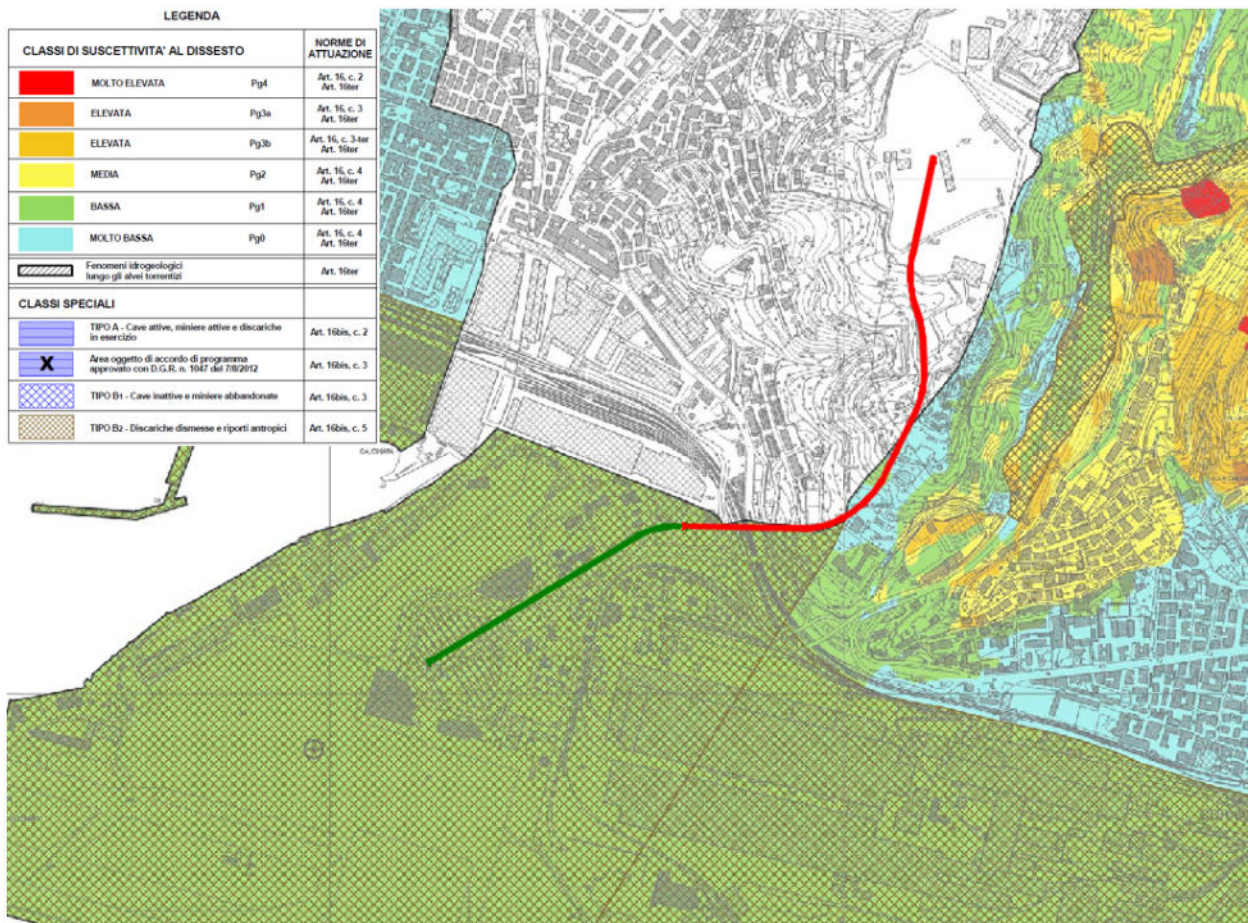 LEGENDA
CLASSI DI SUSCETTIVITA' AL DISSESTO
NORME DI
ATTUAZIONE
MOLTO ELEVATA Pg4
Art. 16, c. 2
Art. 16ter
ELEVATA Pg3a
Art. 16, c. 3
Art. 16ter
ELEVATA Pg3b
Art. 16, c. 3-ter
Art. 16ter
MEDIA Pg2
Art. 16, c. 4
Art. 16ter
BASSA Pg1
Art. 16, c. 4
Art. 16ter
MOLTO BASSA Pg0
Art. 16, c. 4
Art. 16ter
Fenomeni idrogeologici
lungo gli alvei torrentizi
Art. 16ter
CLASSI SPECIALI
TIPO A - Cave attive, miniere attive e discariche
in esercizio
Art. 16bis, c. 2
X
Area oggetto di accordo di programma
approvato con D.G.R. n. 1047 del 7/8/2012
Art. 16bis, c. 3
TIPO B1 - Cave inattive e miniere abbandonate
Art. 16bis, c. 3
TIPO B2 - Discariche dismesse e riporti antropici
Art. 16bis, c. 5